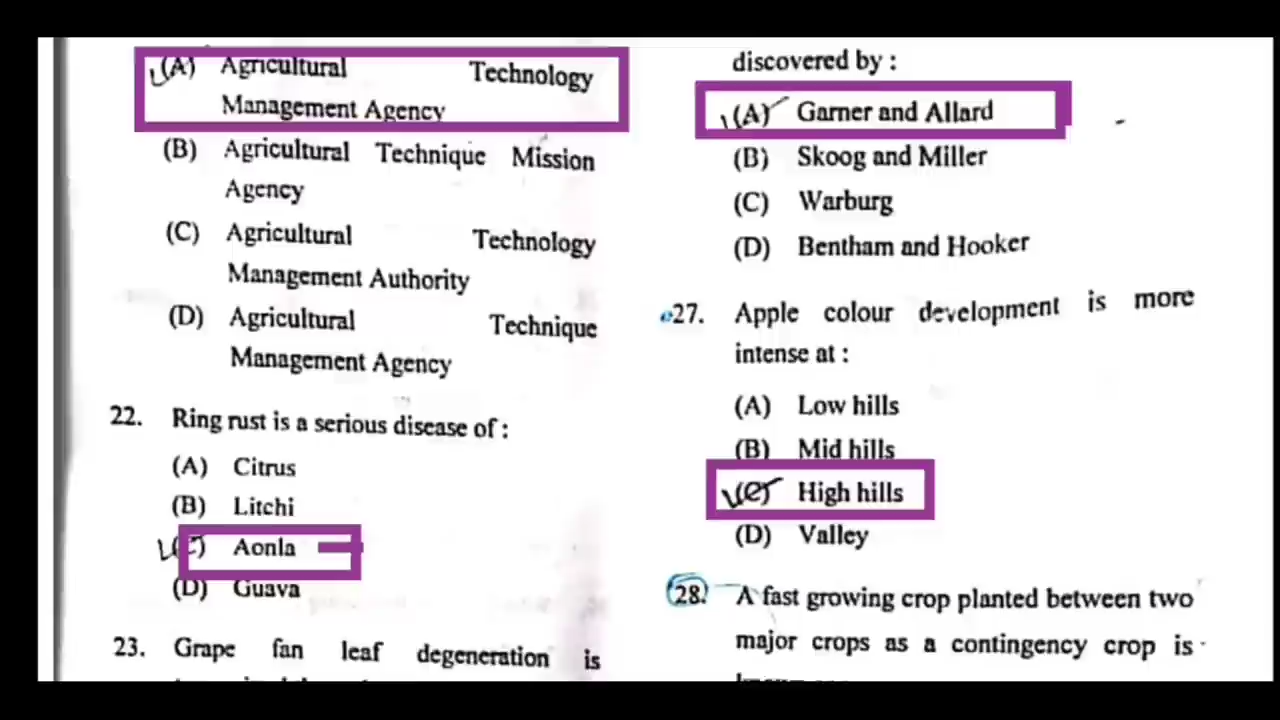 (A) Agricultural Technology
Management Agency
(B) Agricultural Technique Mission
Agency
(C) Agricultural Technology
Management Authority
(D) Agricultural Technique
Management Agency
22. Ring rust is a serious disease of :
(A) Citrus
(B) Litchi
(C) Aonla
(D) Guava
23. Grape fan leaf degeneration is
discovered by :
(A) Garner and Allard
(B) Skoog and Miller
(C) Warburg
(D) Bentham and Hooker
27. Apple colour development is more
intense at :
(A) Low hills
(B) Mid hills
(C) High hills
(D) Valley
28. A fast growing crop planted between two
major crops as a contingency crop is